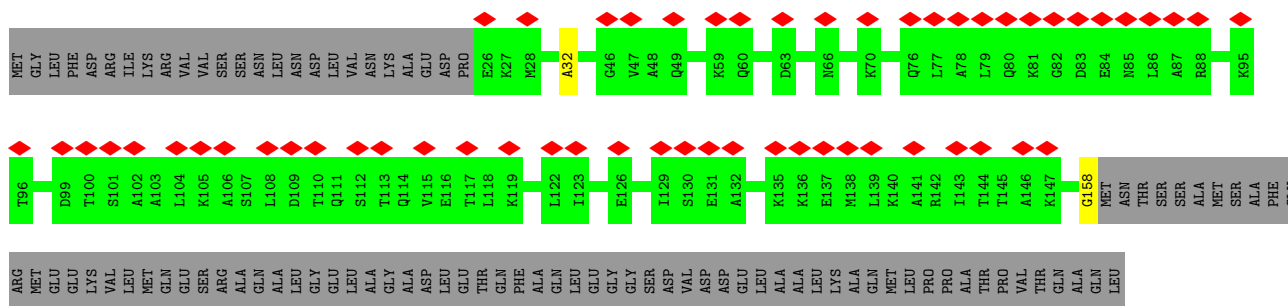 MET GLY LEU PHE ASP ARG ILE LYS ARG VAL VAL SER SER ASN LEU ASN ASP LEU VAL ASN LYS ALA GLU ASP PRO E26 K27 M28 A32 G46 V47 A48 Q49 K59 Q60 D63 N66 K70 Q76 L77 A78 L79 Q80 K81 G82 D83 E84 N85 L86 A87 R88 K95
T96 D99 T100 S101 A102 A103 L104 K105 A106 S107 L108 D109 T110 Q111 S112 T113 Q114 V115 E116 T117 L118 K119 L122 I123 E126 I129 S130 E131 A132 K135 K136 E137 M138 L139 K140 A141 R142 I143 T144 T145 A146 K147 G158 MET ASN THR SER SER ALA MET SER ALA PHE
ARG MET GLU GLU LYS VAL LEU MET GLN GLU SER ARG ALA GLN ALA LEU GLY GLU LEU ALA GLY ALA ASP LEU GLU THR GLN PHE ALA GLN LEU GLU GLY GLY SER ASP VAL ASP ASP GLU LEU ALA ALA LEU LYS ALA GLN MET LEU PRO PRO ALA THR PRO VAL THR GLN ALA GLN LEU